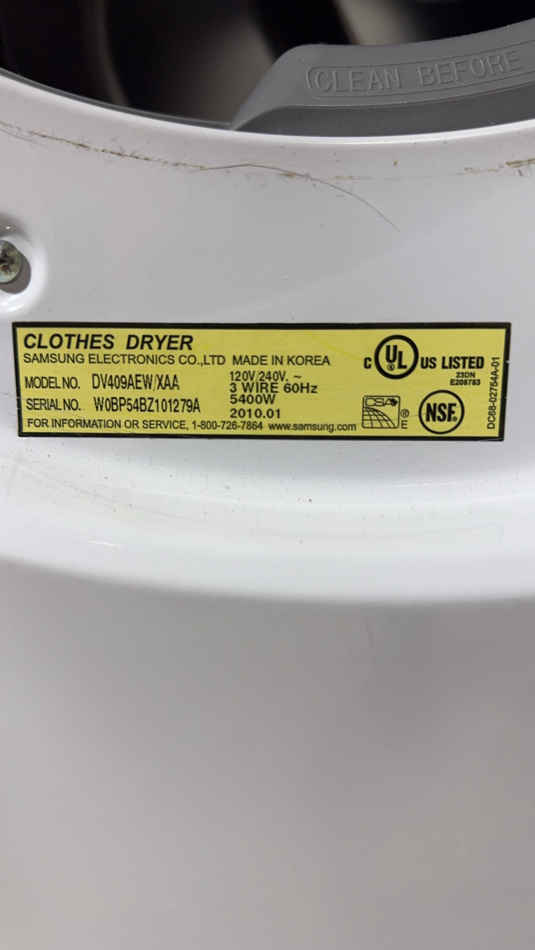 CLEAN BEFORE
CLOTHES DRYER
SAMSUNG ELECTRONICS CO.,LTD MADE IN KOREA
MODEL NO. DV409AEW/XAA
120V/240V. ~
3 WIRE 60Hz
SERIAL NO. W0BP54BZ101279A
5400W
2010.01
FOR INFORMATION OR SERVICE, 1-800-726-7864 www.samsung.com
C UL ® US LISTED
23DN
E208763
CSA ®
E
NSF.
DC68-02754A-01